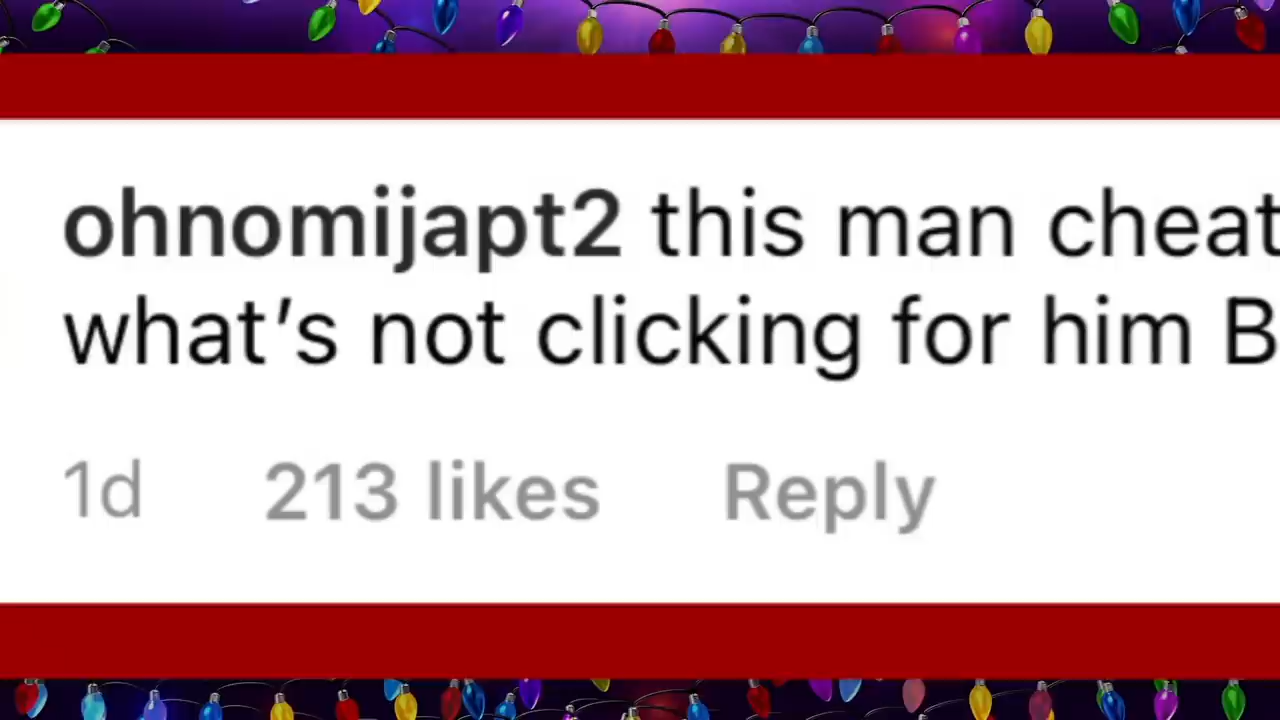 ohnomijapt2 this man cheat
what's not clicking for him B
1d 213 likes Reply